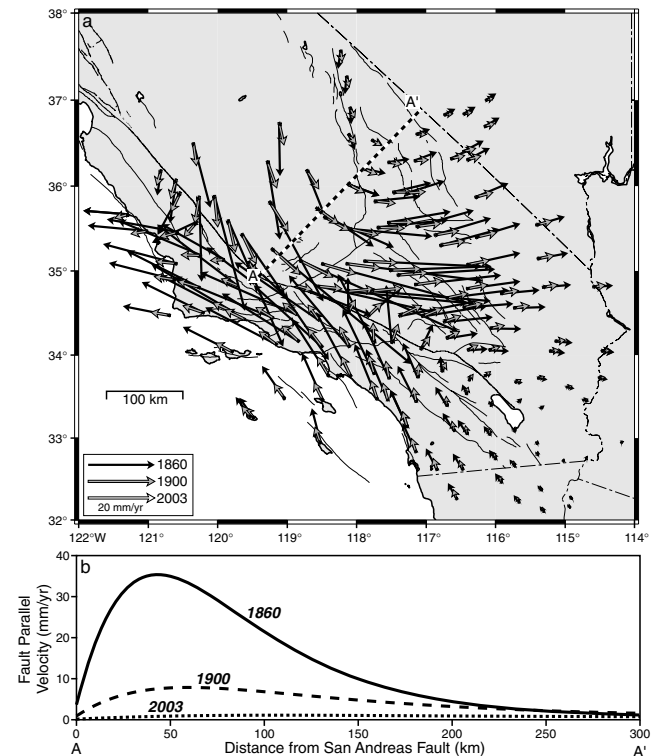 38°
a
37°
A'
36°
35°
A
34°
100 km
33°
1860
1900
2003
20 mm/yr
32°
122°W 121° 120° 119° 118° 117° 116° 115° 114°
40
b
30
20
10
0
Fault Parallel
Velocity (mm/yr)
1860
1900
2003
0 50 100 150 200 250 300
A Distance from San Andreas Fault (km) A'